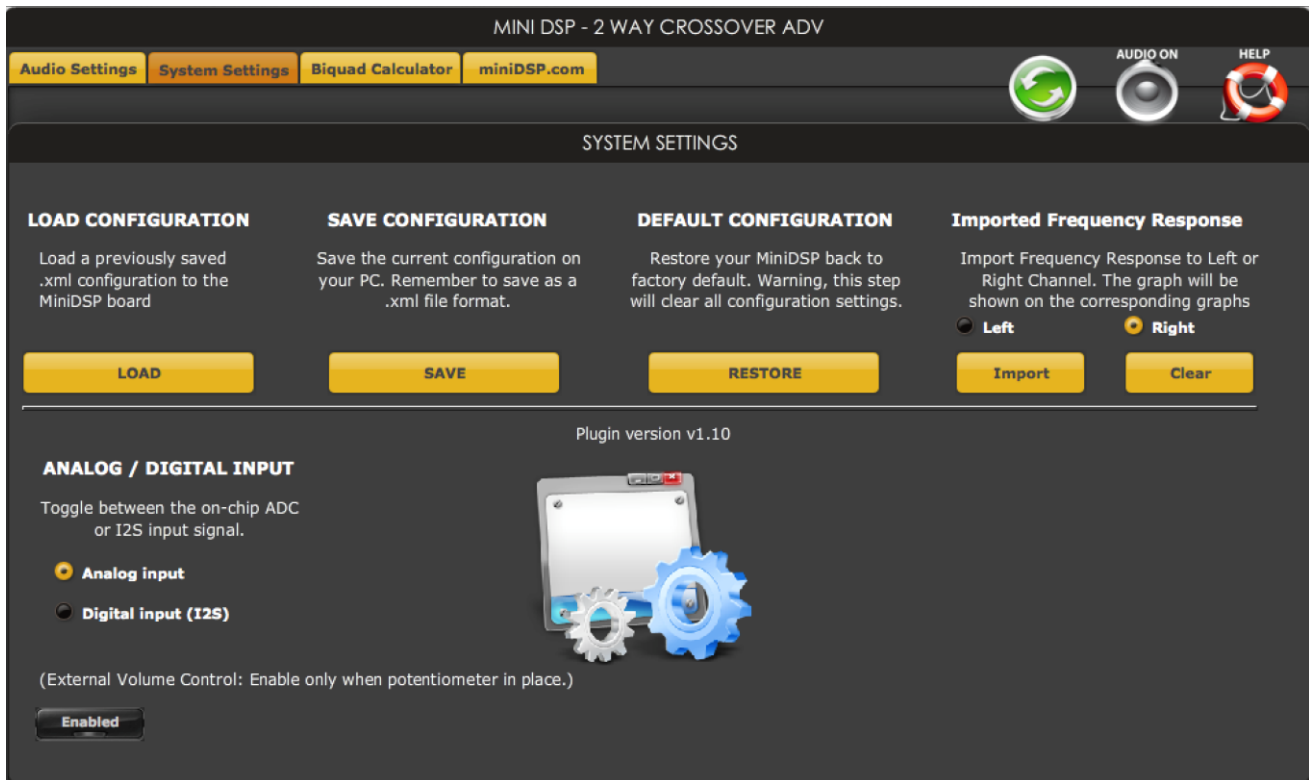 MINI DSP - 2 WAY CROSSOVER ADV
Audio Settings
System Settings
Biquad Calculator
miniDSP.com
AUDIO ON
HELP
SYSTEM SETTINGS
LOAD CONFIGURATION
Load a previously saved
.xml configuration to the
MiniDSP board
LOAD
SAVE CONFIGURATION
Save the current configuration on
your PC. Remember to save as a
.xml file format.
SAVE
DEFAULT CONFIGURATION
Restore your MiniDSP back to
factory default. Warning, this step
will clear all configuration settings.
RESTORE
Imported Frequency Response
Import Frequency Response to Left or
Right Channel. The graph will be
shown on the corresponding graphs
Left
Right
Import
Clear
Plugin version v1.10
ANALOG / DIGITAL INPUT
Toggle between the on-chip ADC
or I2S input signal.
Analog input
Digital input (I2S)
(External Volume Control: Enable only when potentiometer in place.)
Enabled